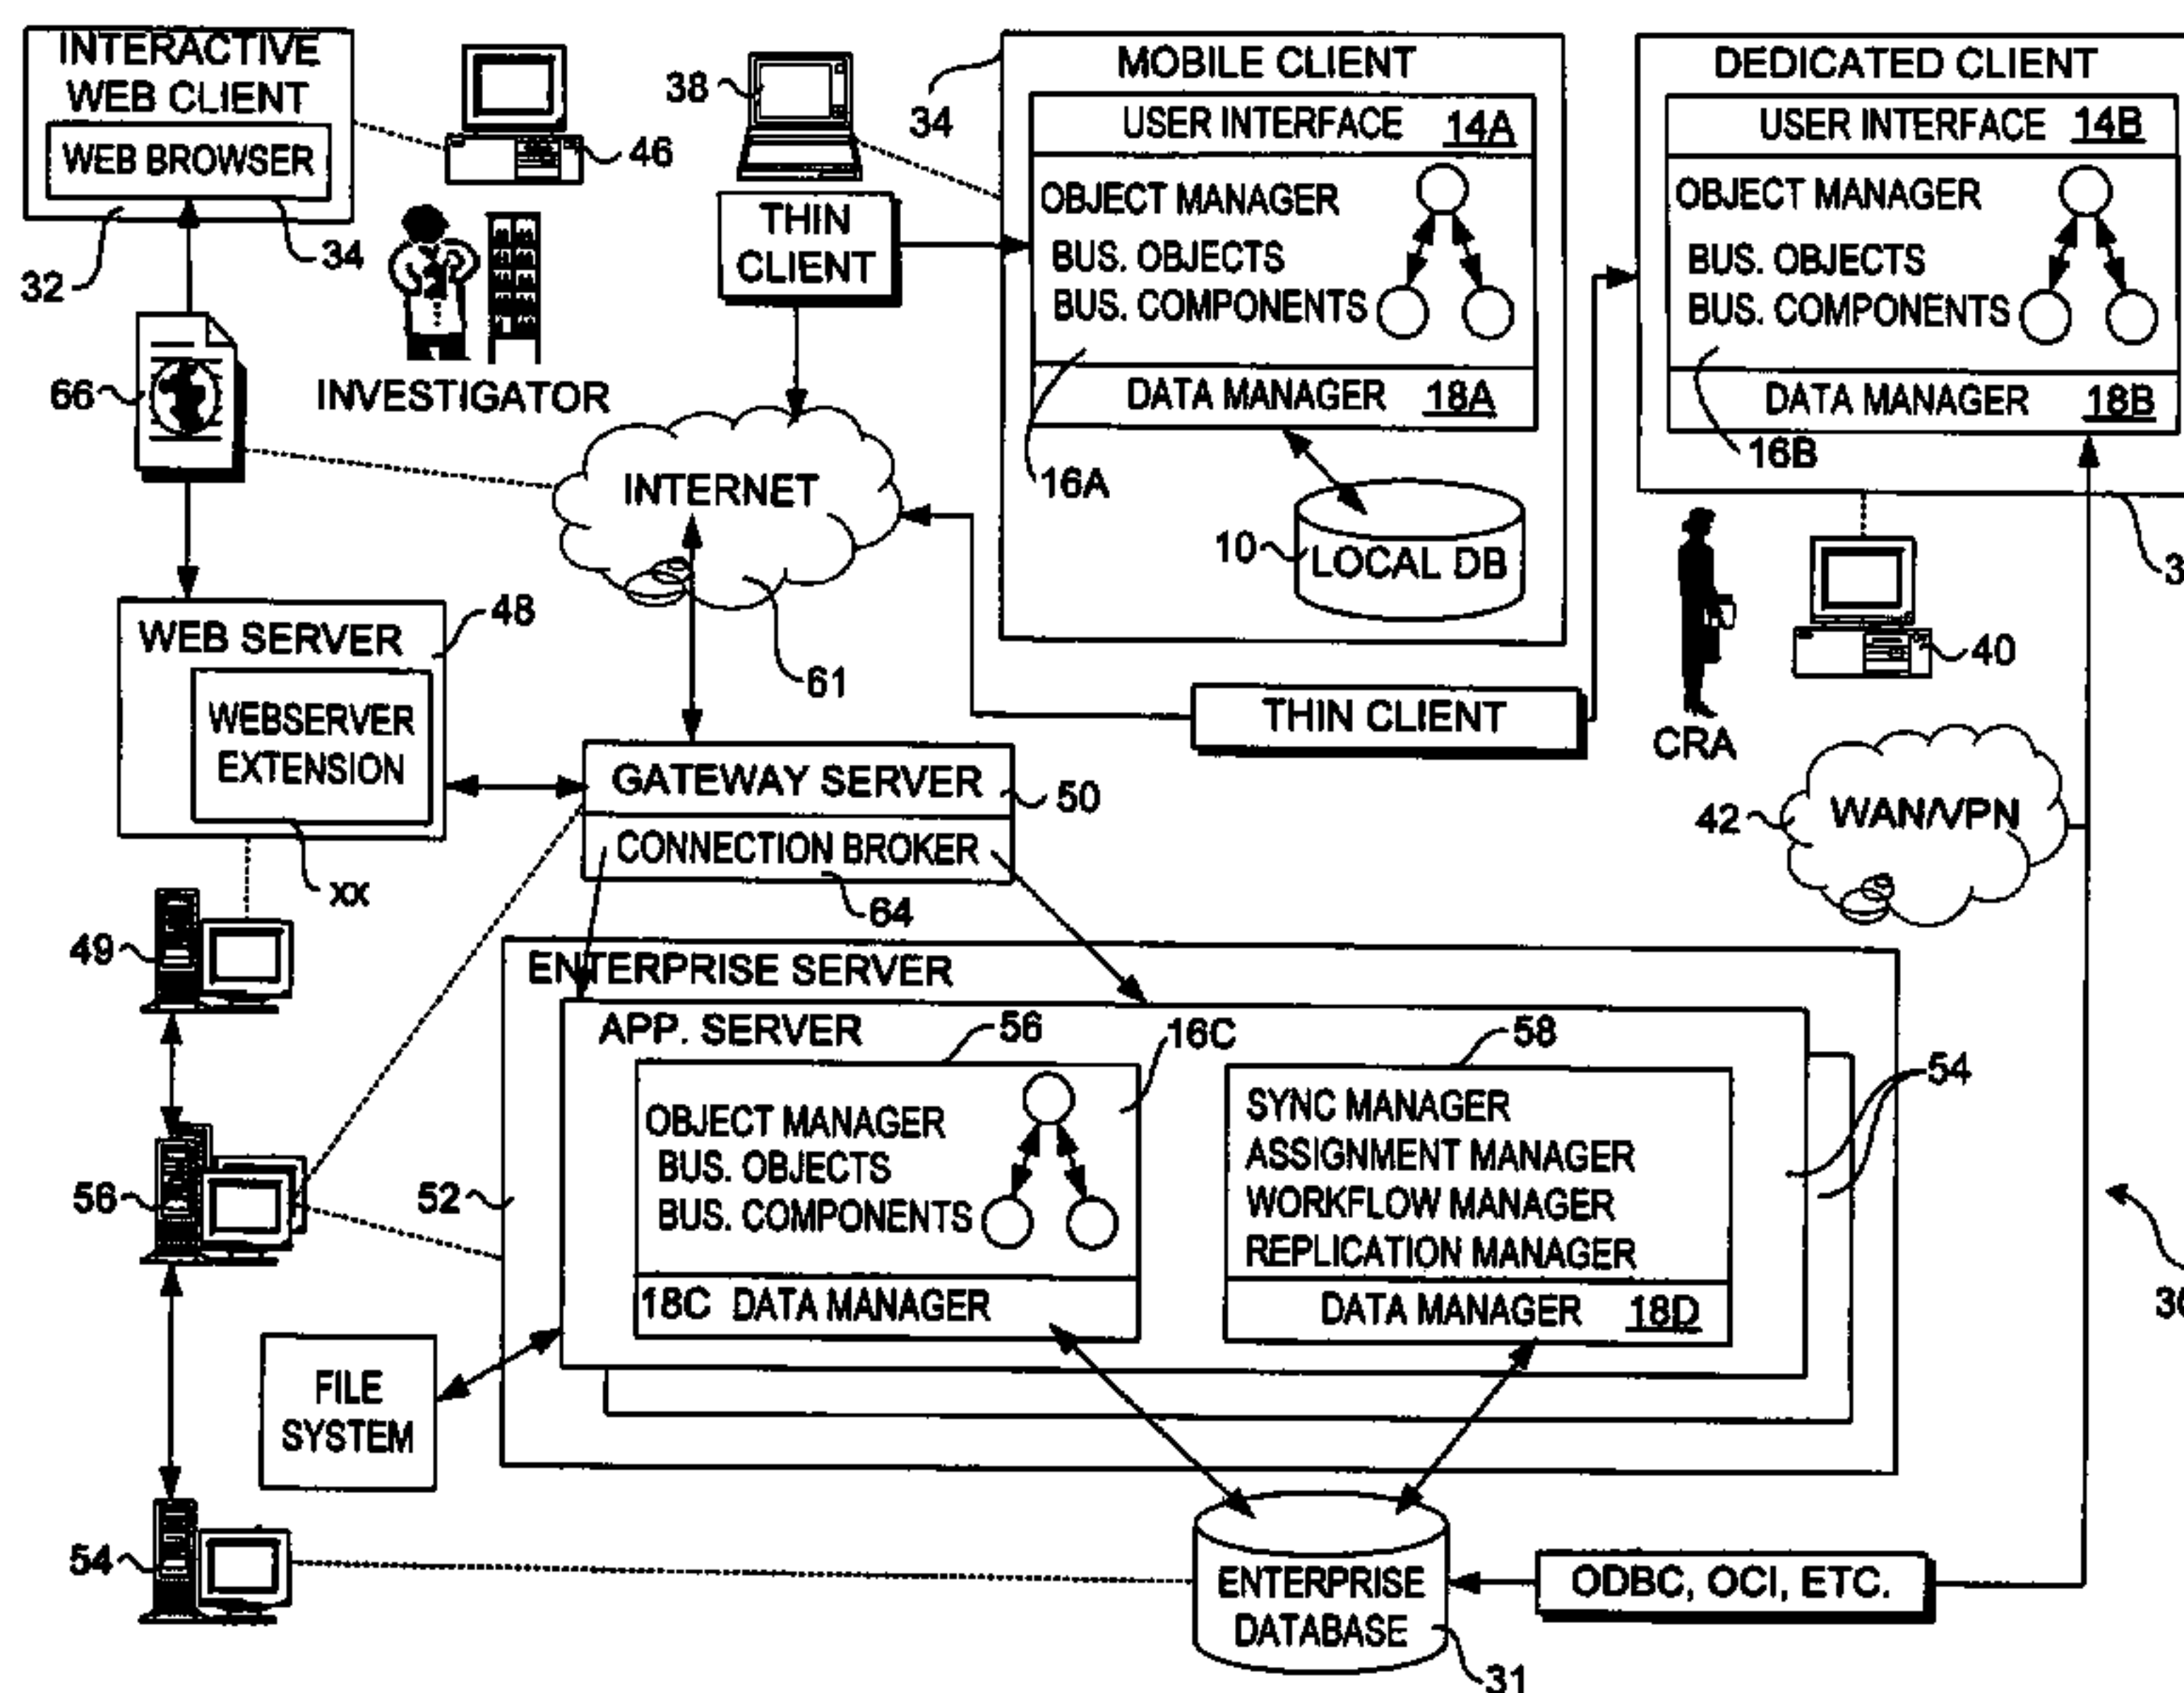 INTERACTIVE
WEB CLIENT
WEB BROWSER
32
34
46
INVESTIGATOR
38
THIN
CLIENT
34
MOBILE CLIENT
USER INTERFACE 14A
OBJECT MANAGER
BUS. OBJECTS
BUS. COMPONENTS
DATA MANAGER 18A
16A
10
LOCAL DB
DEDICATED CLIENT
USER INTERFACE 14B
OBJECT MANAGER
BUS. OBJECTS
BUS. COMPONENTS
DATA MANAGER 18B
16B
66
INTERNET
61
THIN CLIENT
CRA
40
42
WAN/VPN
WEB SERVER
48
WEBSERVER
EXTENSION
XX
GATEWAY SERVER
50
CONNECTION BROKER
64
49
56
54
52
ENTERPRISE SERVER
APP. SERVER
56
16C
58
54
OBJECT MANAGER
BUS. OBJECTS
BUS. COMPONENTS
18C DATA MANAGER
SYNC MANAGER
ASSIGNMENT MANAGER
WORKFLOW MANAGER
REPLICATION MANAGER
DATA MANAGER 18D
FILE
SYSTEM
ENTERPRISE
DATABASE
31
ODBC, OCI, ETC.